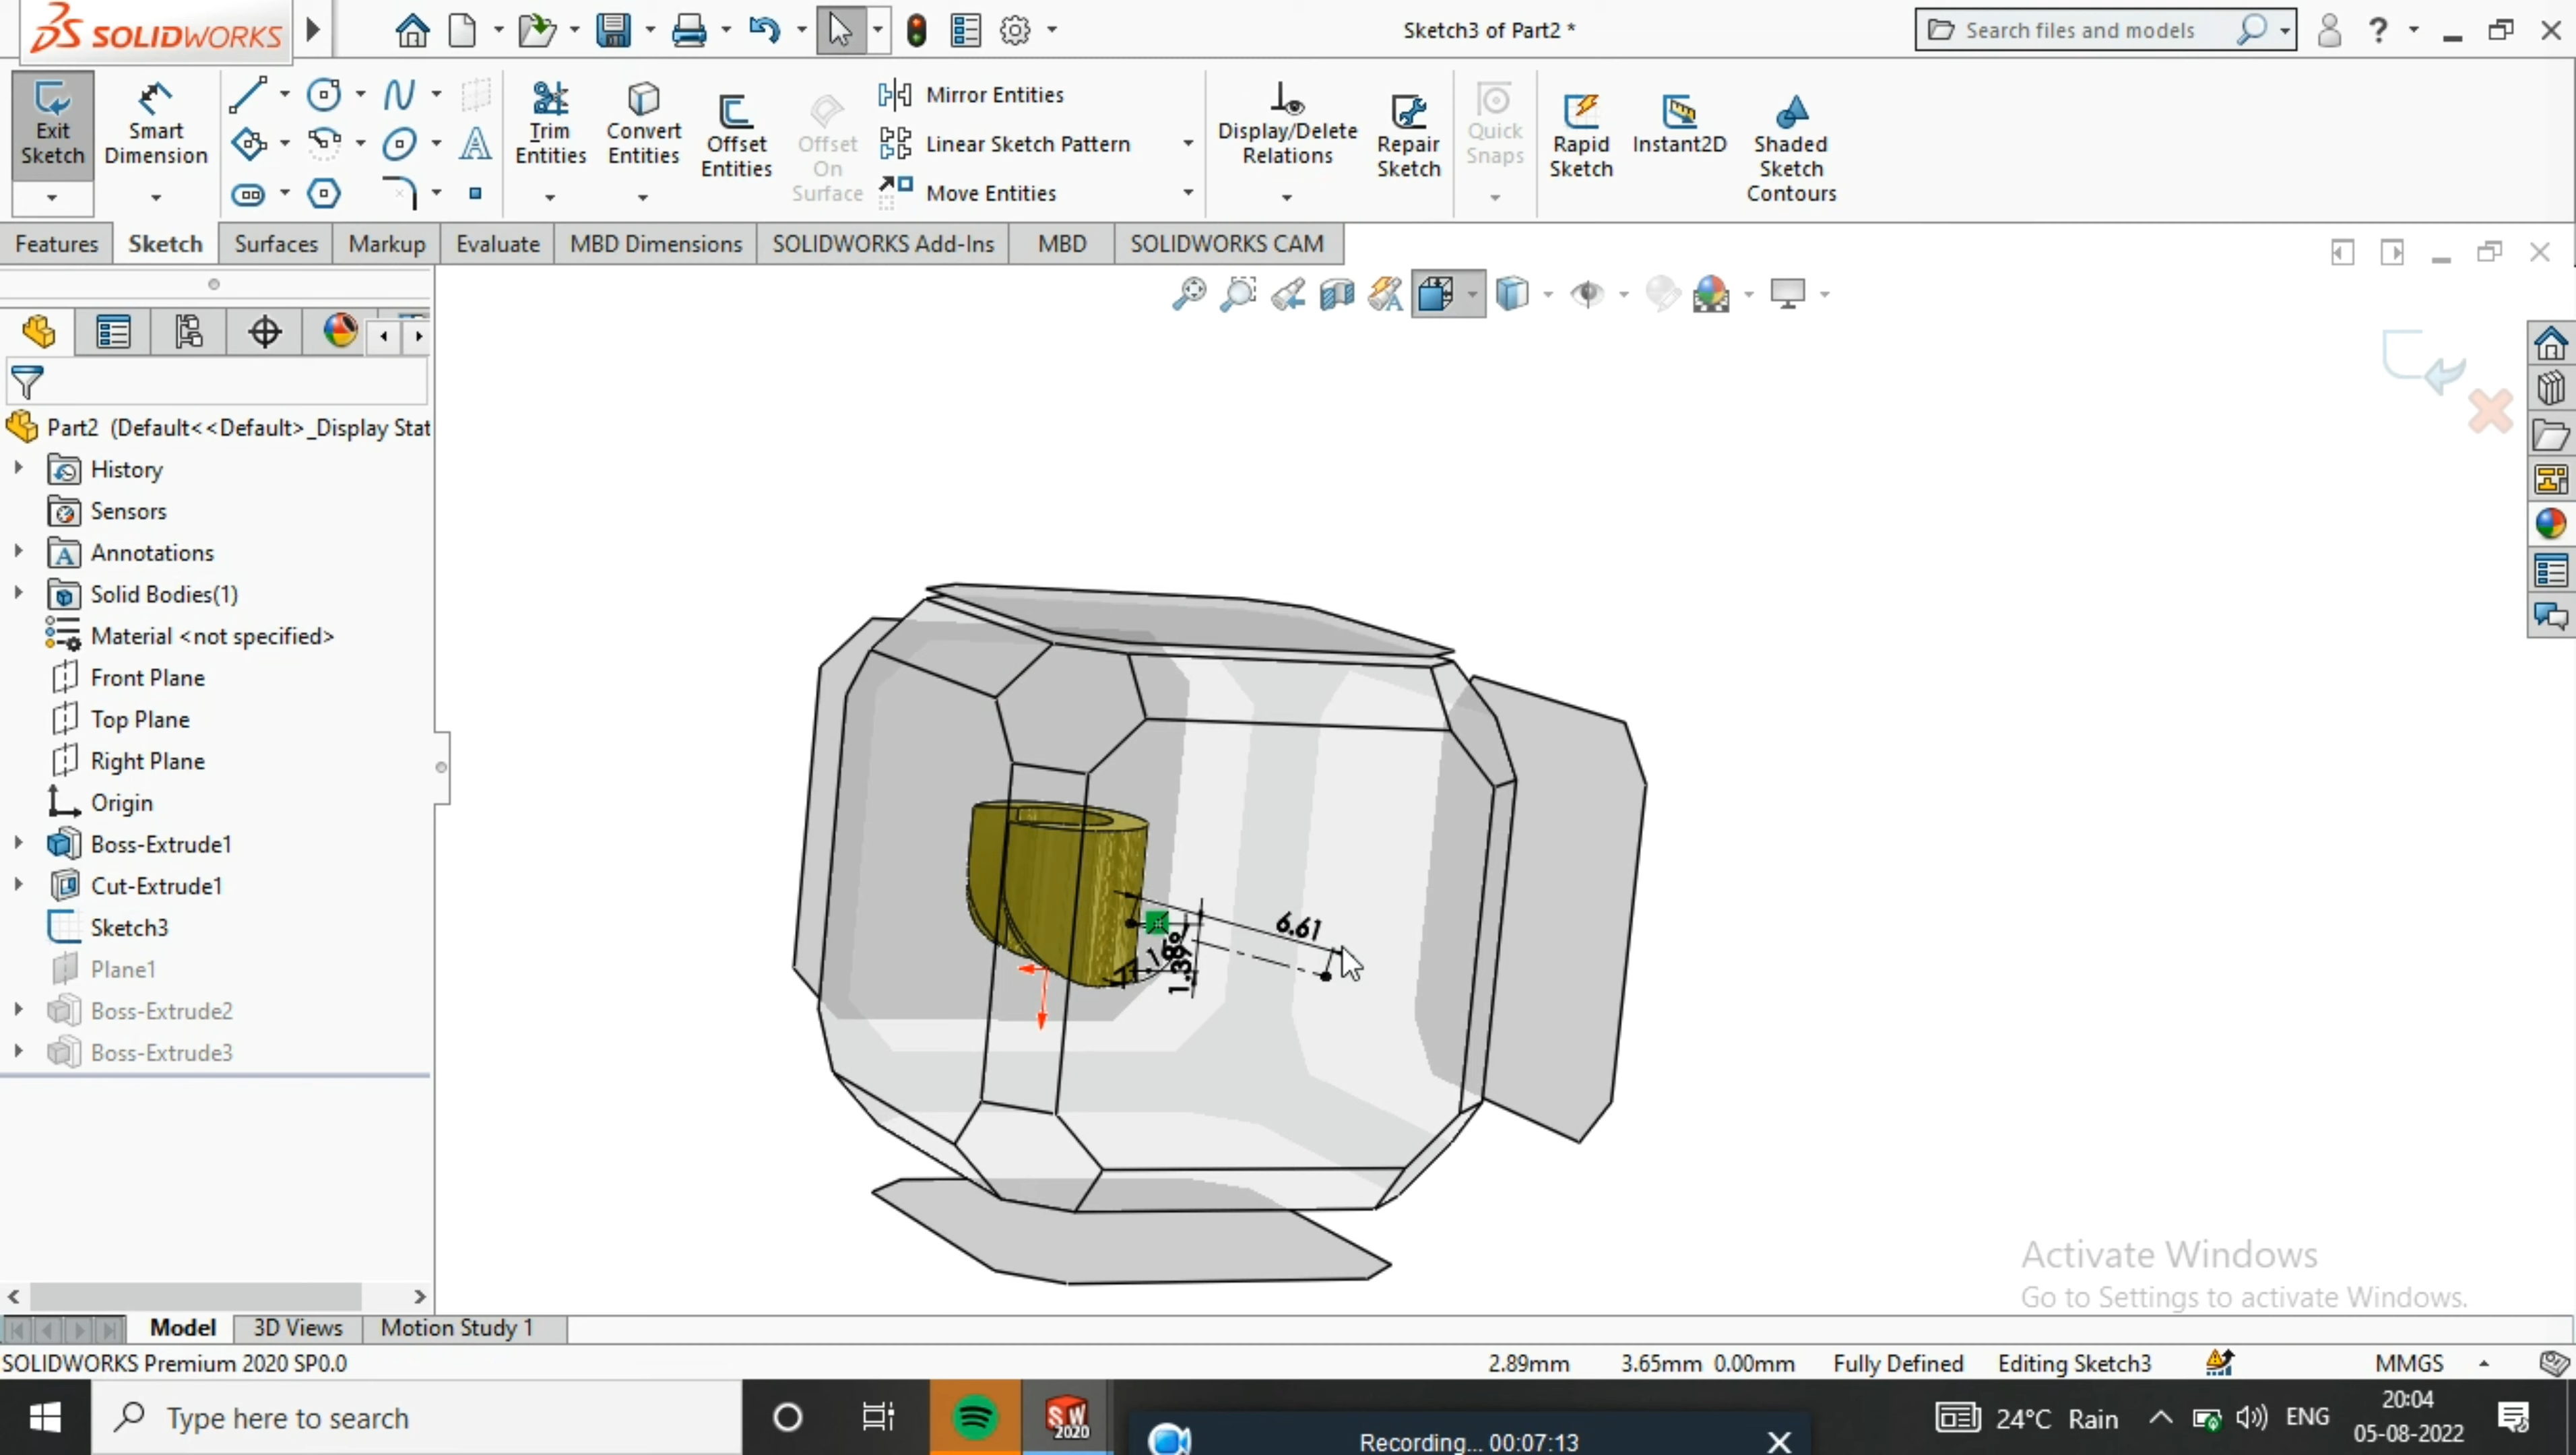 SOLIDWORKS
Sketch3 of Part2 *
Search files and models
?
Exit
Sketch
Smart
Dimension
Trim
Entities
Convert
Entities
Offset
Entities
Offset
On
Surface
Mirror Entities
Linear Sketch Pattern
Move Entities
Display/Delete
Relations
Repair
Sketch
Quick
Snaps
Rapid
Sketch
Instant2D
Shaded
Sketch
Contours
Features
Sketch
Surfaces
Markup
Evaluate
MBD Dimensions
SOLIDWORKS Add-Ins
MBD
SOLIDWORKS CAM
Part2 (Default<<Default>_Display Stat
History
Sensors
Annotations
Solid Bodies(1)
Material <not specified>
Front Plane
Top Plane
Right Plane
Origin
Boss-Extrude1
Cut-Extrude1
Sketch3
Plane1
Boss-Extrude2
Boss-Extrude3
6.61
1.39
Activate Windows
Go to Settings to activate Windows.
Model
3D Views
Motion Study 1
SOLIDWORKS Premium 2020 SP0.0
2.89mm
3.65mm 0.00mm
Fully Defined
Editing Sketch3
MMGS
Type here to search
SW
2020
Recording... 00:07:13
24°C Rain
ENG
20:04
05-08-2022